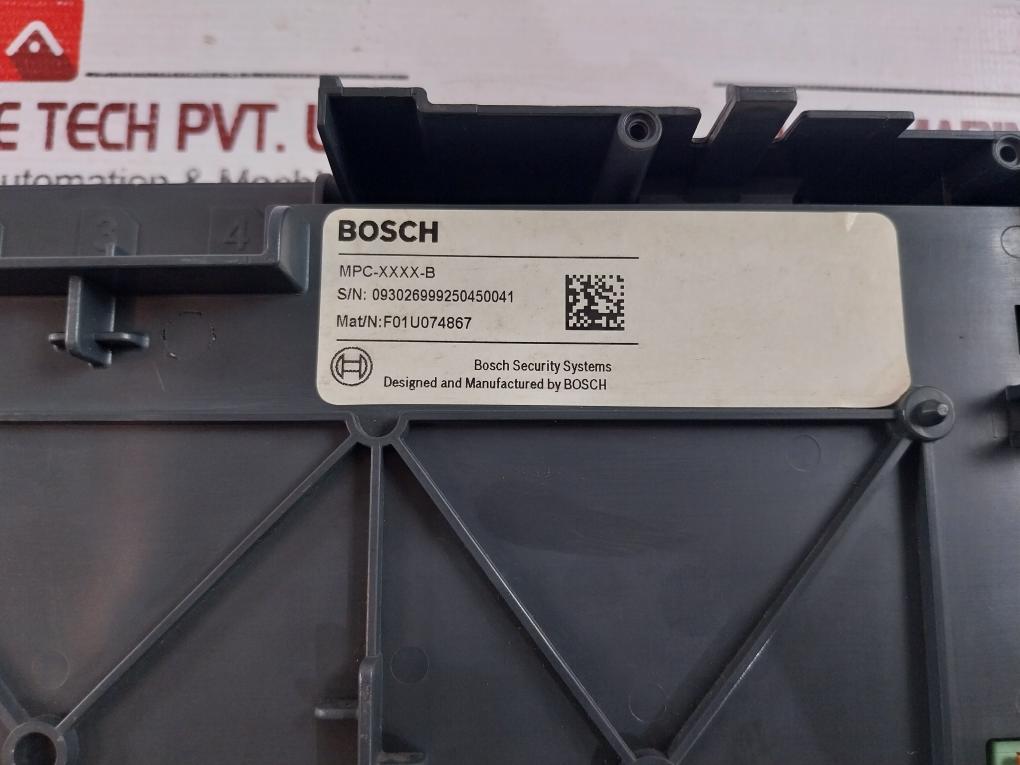 E TECH PVT.
3 4
BOSCH
MPC-XXXX-B
S/N: 093026999250450041
Mat/N:F01U074867
Bosch Security Systems
Designed and Manufactured by BOSCH